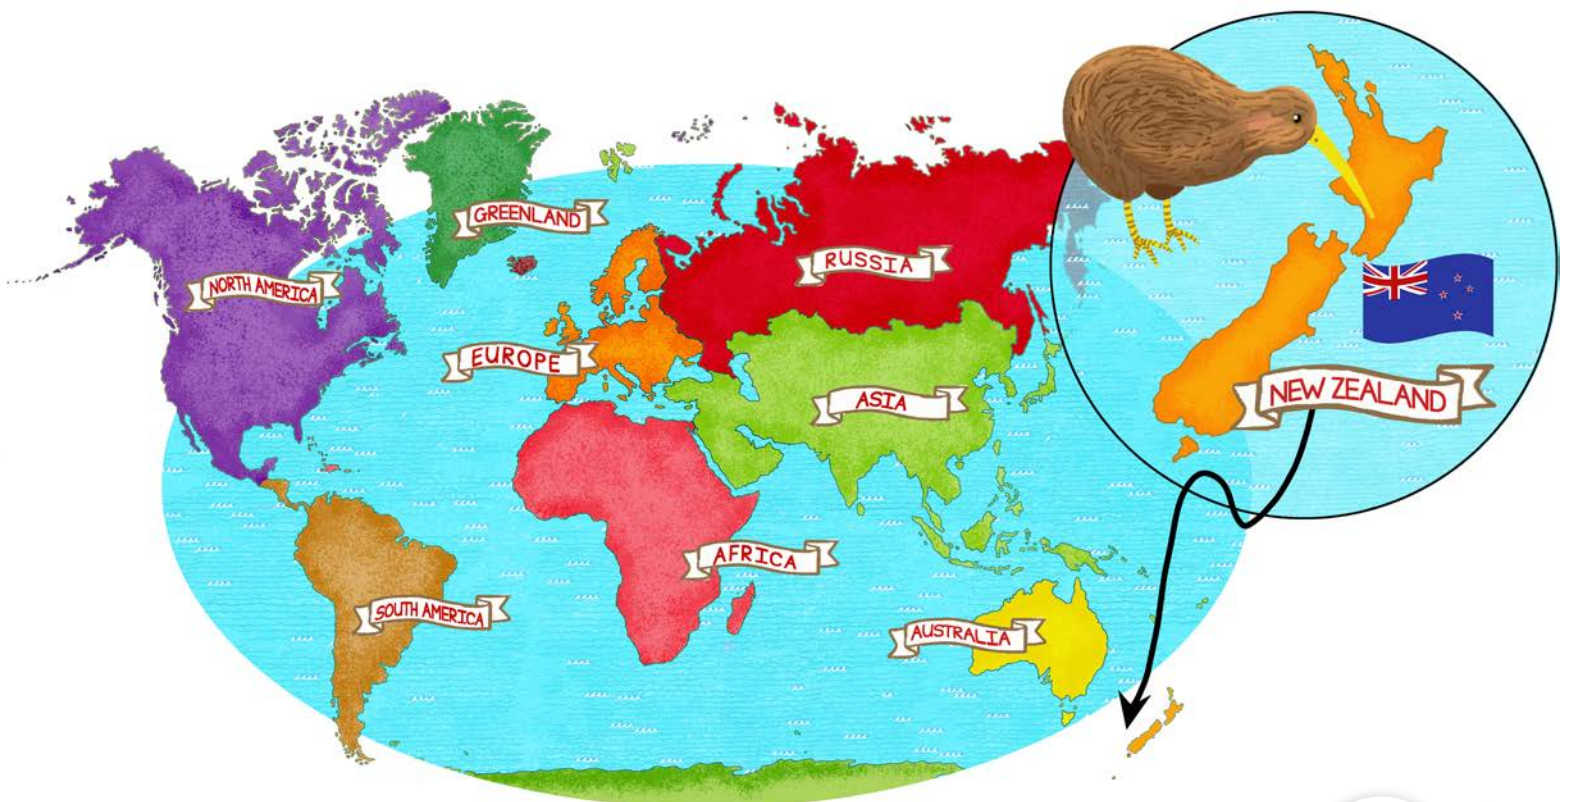 GREENLAND
RUSSIA
NORTH AMERICA
EUROPE
ASIA
NEW ZEALAND
AFRICA
SOUTH AMERICA
AUSTRALIA